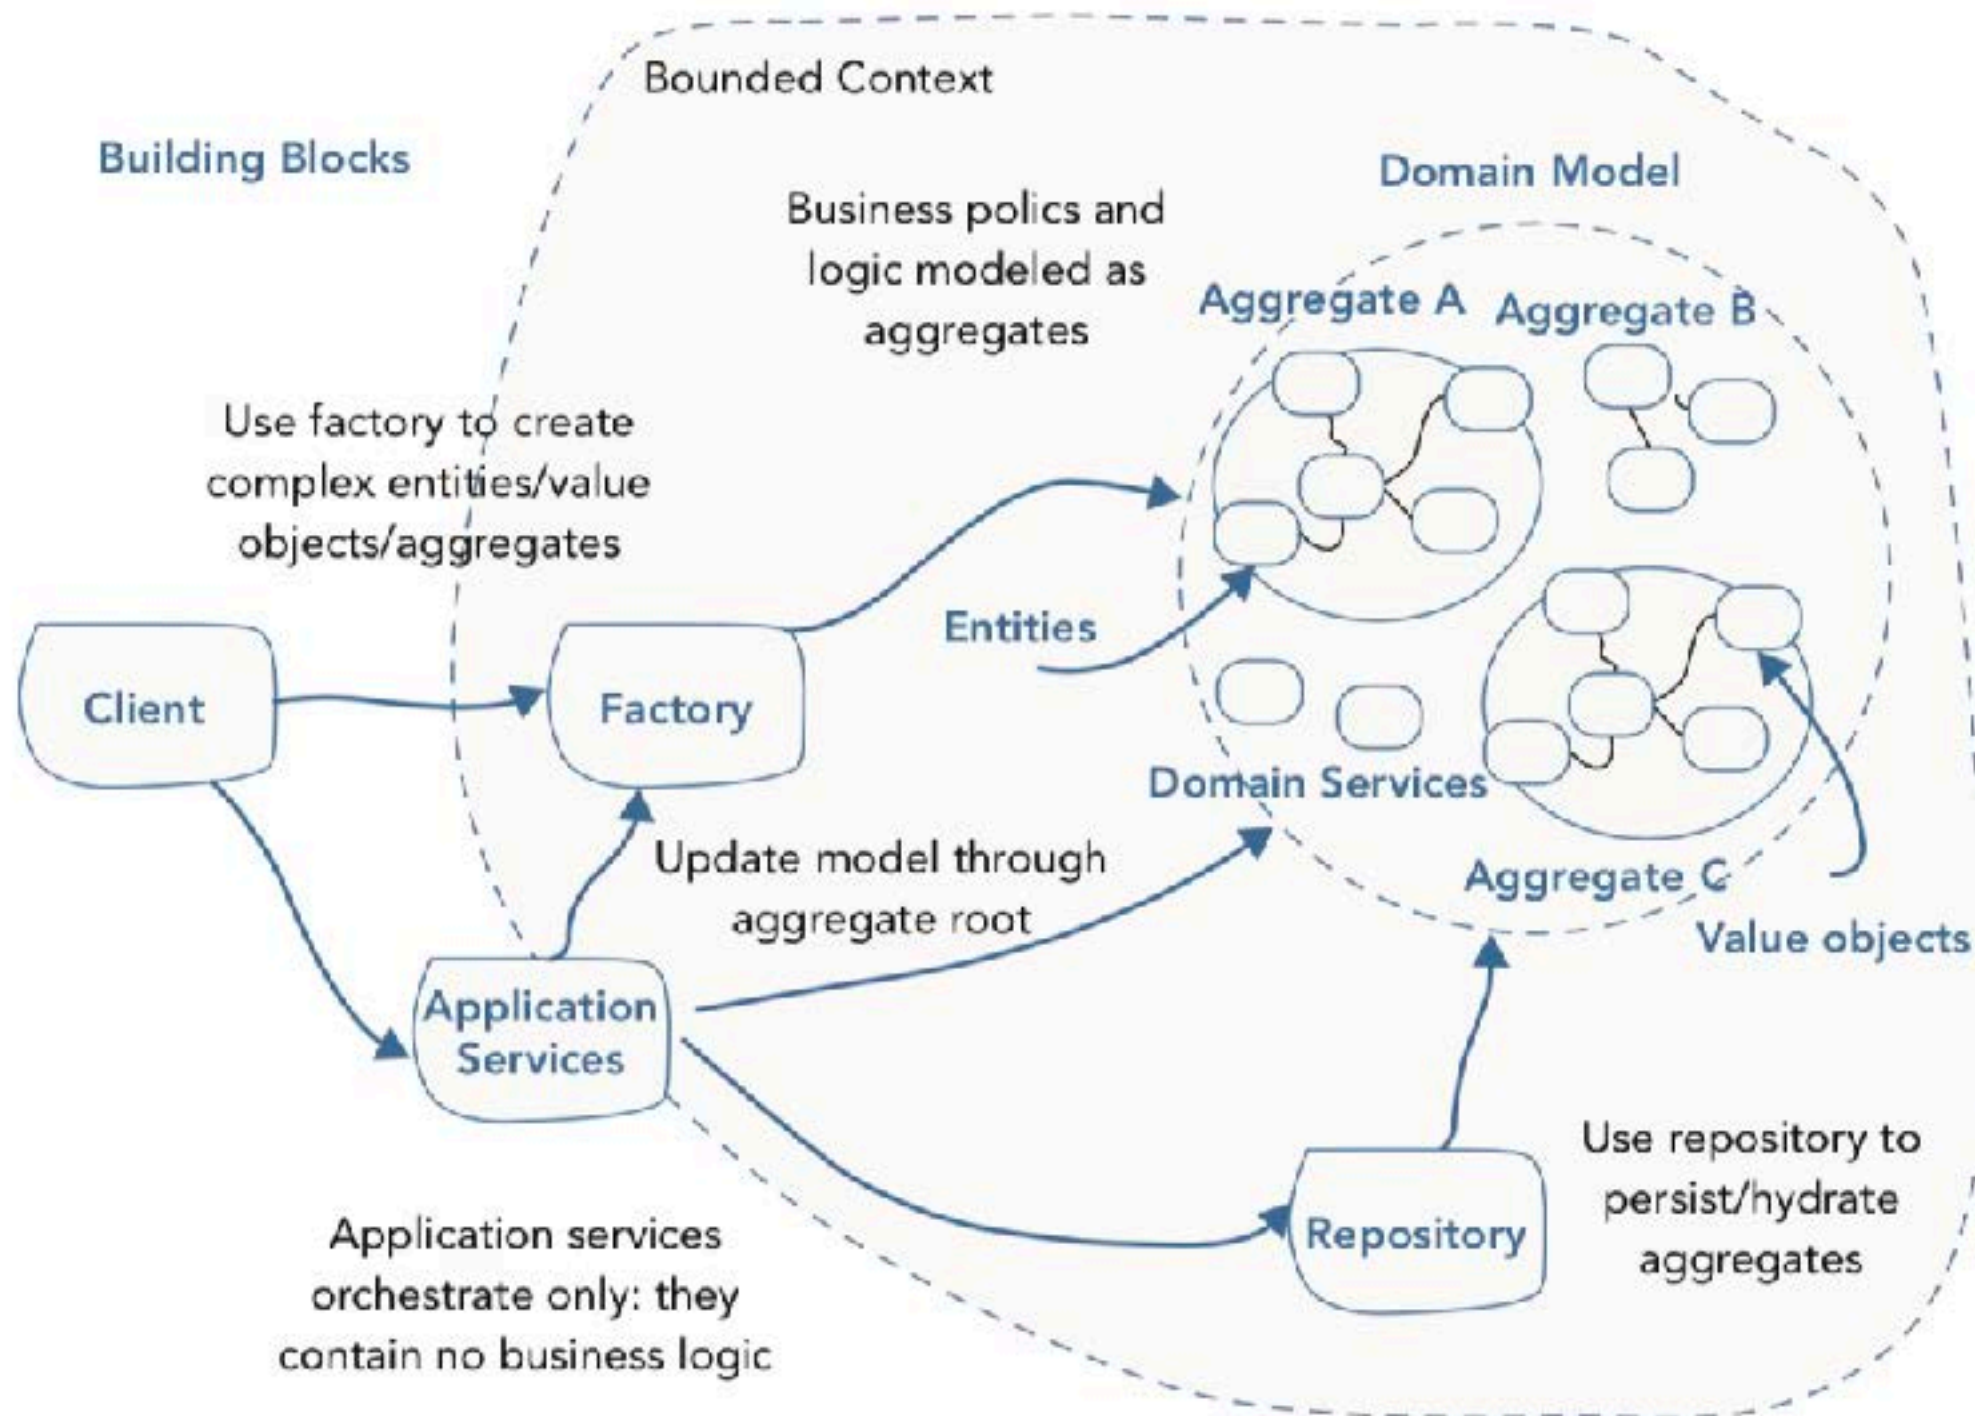 Bounded Context
Building Blocks
Domain Model
Business polics and
logic modeled as
aggregates
Aggregate A
Aggregate B
Use factory to create
complex entities/value
objects/aggregates
Entities
Client
Factory
Domain Services
Update model through
aggregate root
Aggregate C
Value objects
Application
Services
Use repository to
persist/hydrate
aggregates
Repository
Application services
orchestrate only: they
contain no business logic